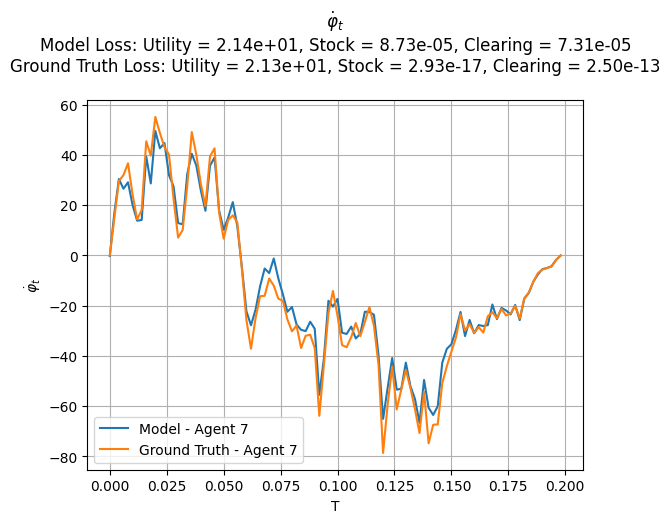 φ̇ₜ
Model Loss: Utility = 2.14e+01, Stock = 8.73e-05, Clearing = 7.31e-05
Ground Truth Loss: Utility = 2.13e+01, Stock = 2.93e-17, Clearing = 2.50e-13
60
40
20
0
−20
−40
−60
−80
φ̇ₜ
Model - Agent 7
Ground Truth - Agent 7
0.000 0.025 0.050 0.075 0.100 0.125 0.150 0.175 0.200
T